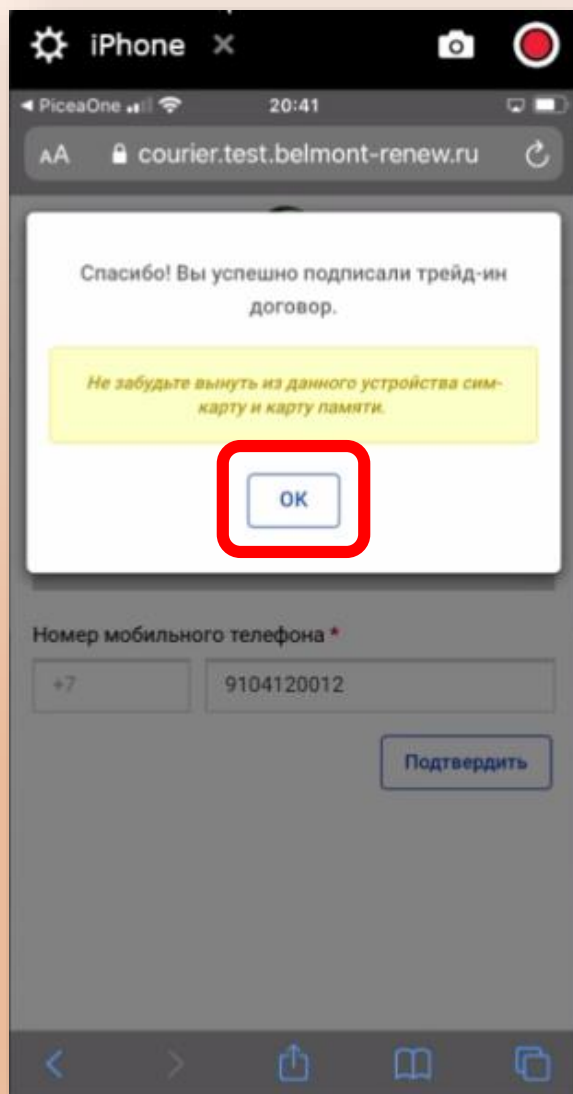 iPhone
PiceaOne 20:41
AA courier.test.belmont-renew.ru
Спасибо! Вы успешно подписали трейд-ин
договор.
Не забудьте вынуть из данного устройства сим-
карту и карту памяти.
ОК
Номер мобильного телефона *
+7 9104120012
Подтвердить